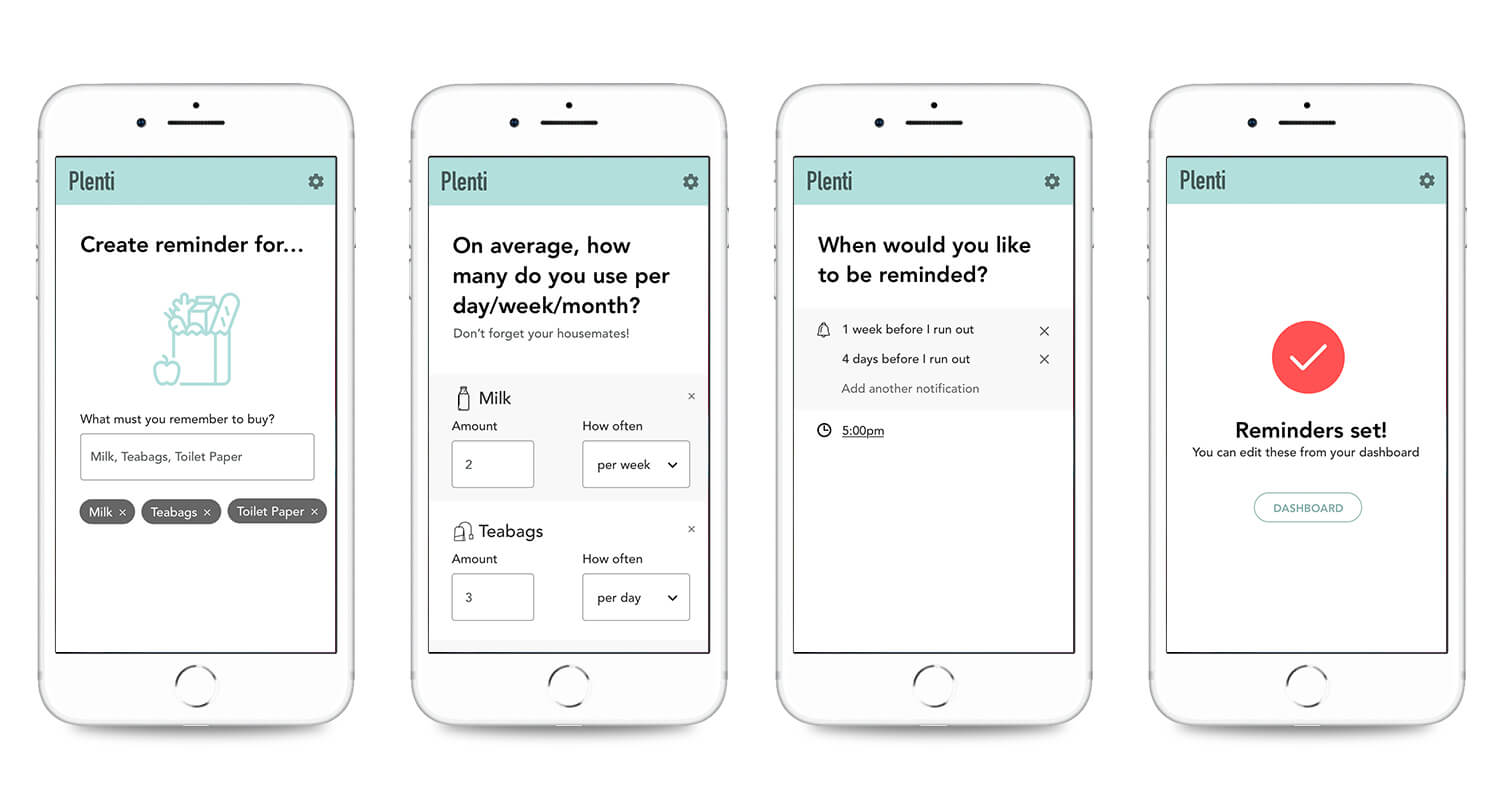 Plenti
Create reminder for...
What must you remember to buy?
Milk, Teabags, Toilet Paper
Milk × Teabags × Toilet Paper ×
Plenti
On average, how
many do you use per
day/week/month?
Don't forget your housemates!
Milk ×
Amount How often
2 per week
Teabags ×
Amount How often
3 per day
Plenti
When would you like
to be reminded?
1 week before I run out ×
4 days before I run out ×
Add another notification
5:00pm
Plenti
Reminders set!
You can edit these from your dashboard
DASHBOARD